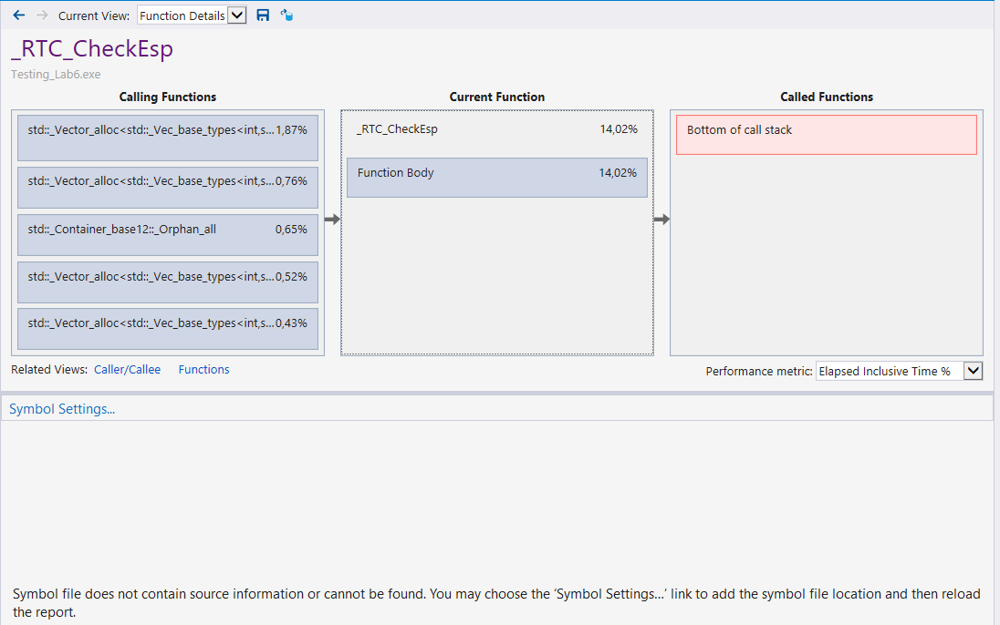 Current View: Function Details
_RTC_CheckEsp
Testing_Lab6.exe
Calling Functions
Current Function
Called Functions
std::_Vector_alloc<std::_Vec_base_types<int,s...1,87%
std::_Vector_alloc<std::_Vec_base_types<int,s...0,76%
std::_Container_base12::_Orphan_all 0,65%
std::_Vector_alloc<std::_Vec_base_types<int,s...0,52%
std::_Vector_alloc<std::_Vec_base_types<int,s...0,43%
_RTC_CheckEsp 14,02%
Function Body 14,02%
Bottom of call stack
Related Views: Caller/Callee Functions
Performance metric: Elapsed Inclusive Time %
Symbol Settings...
Symbol file does not contain source information or cannot be found. You may choose the ‘Symbol Settings...’ link to add the symbol file location and then reload
the report.